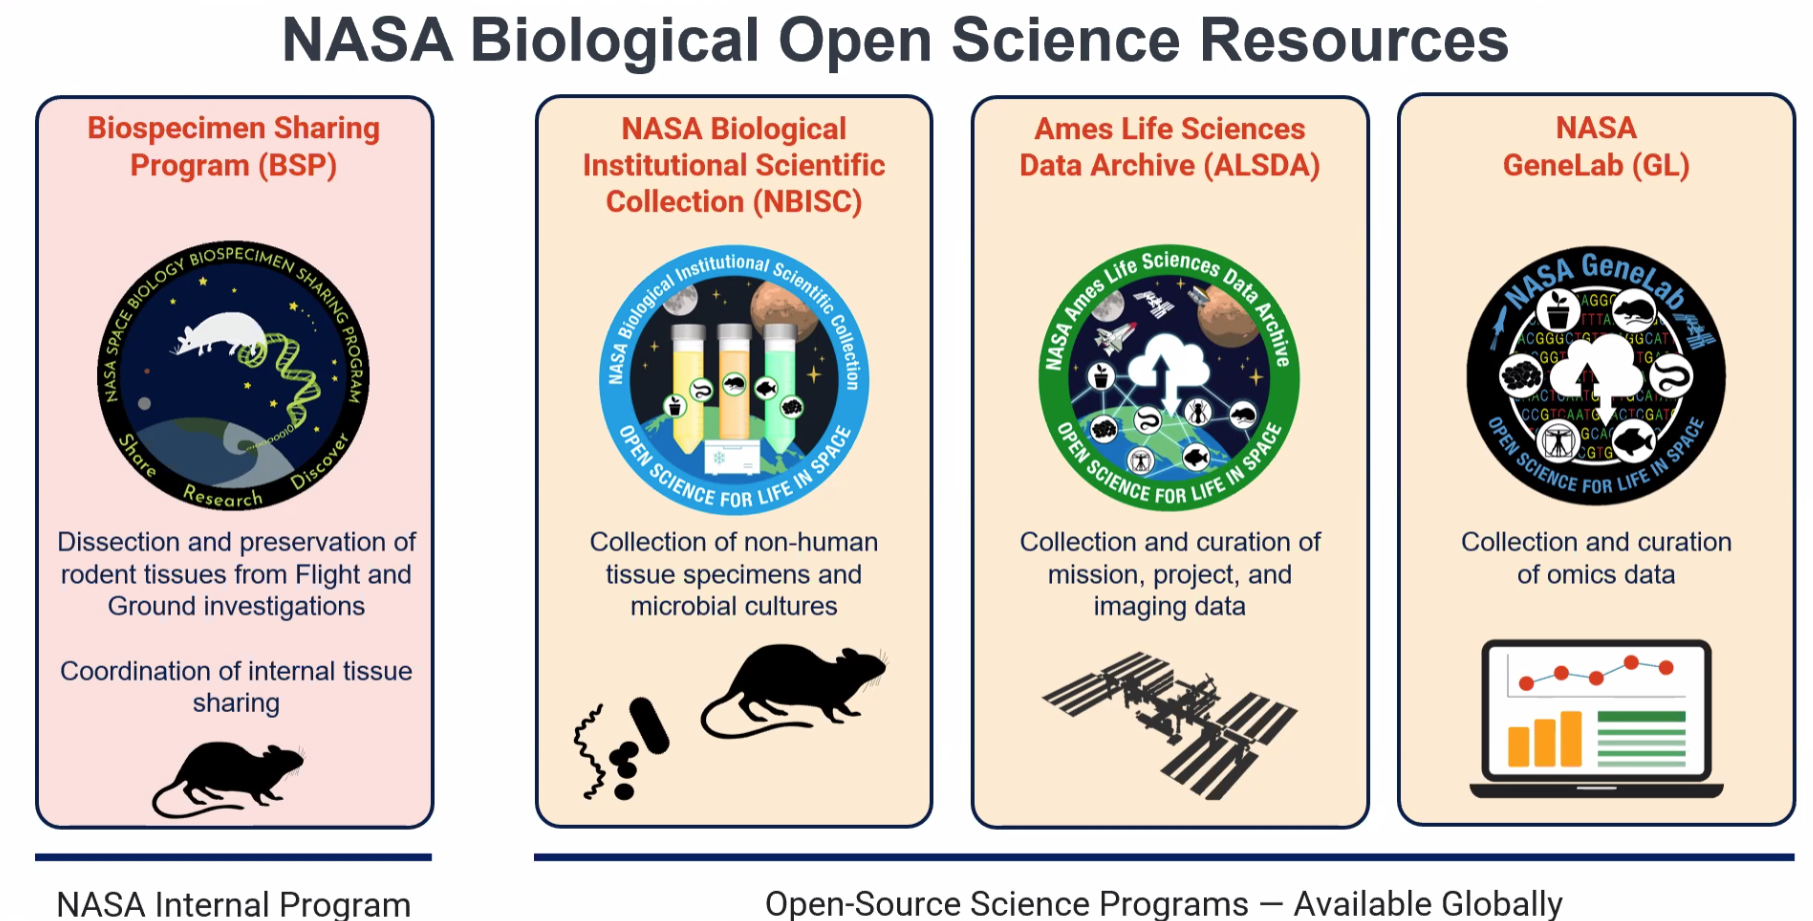 NASA Biological Open Science Resources
Biospecimen Sharing
Program (BSP)
NASA SPACE BIOLOGY BIOSPECIMEN SHARING PROGRAM
Share Research Discover
Dissection and preservation of
rodent tissues from Flight and
Ground investigations
Coordination of internal tissue
sharing
NASA Internal Program
NASA Biological
Institutional Scientific
Collection (NBISC)
NASA Biological Institutional Scientific Collection
OPEN SCIENCE FOR LIFE IN SPACE
Collection of non-human
tissue specimens and
microbial cultures
Ames Life Sciences
Data Archive (ALSDA)
NASA Ames Life Sciences Data Archive
OPEN SCIENCE FOR LIFE IN SPACE
Collection and curation of
mission, project, and
imaging data
NASA
GeneLab (GL)
NASA GeneLab
OPEN SCIENCE FOR LIFE IN SPACE
Collection and curation
of omics data
Open-Source Science Programs — Available Globally